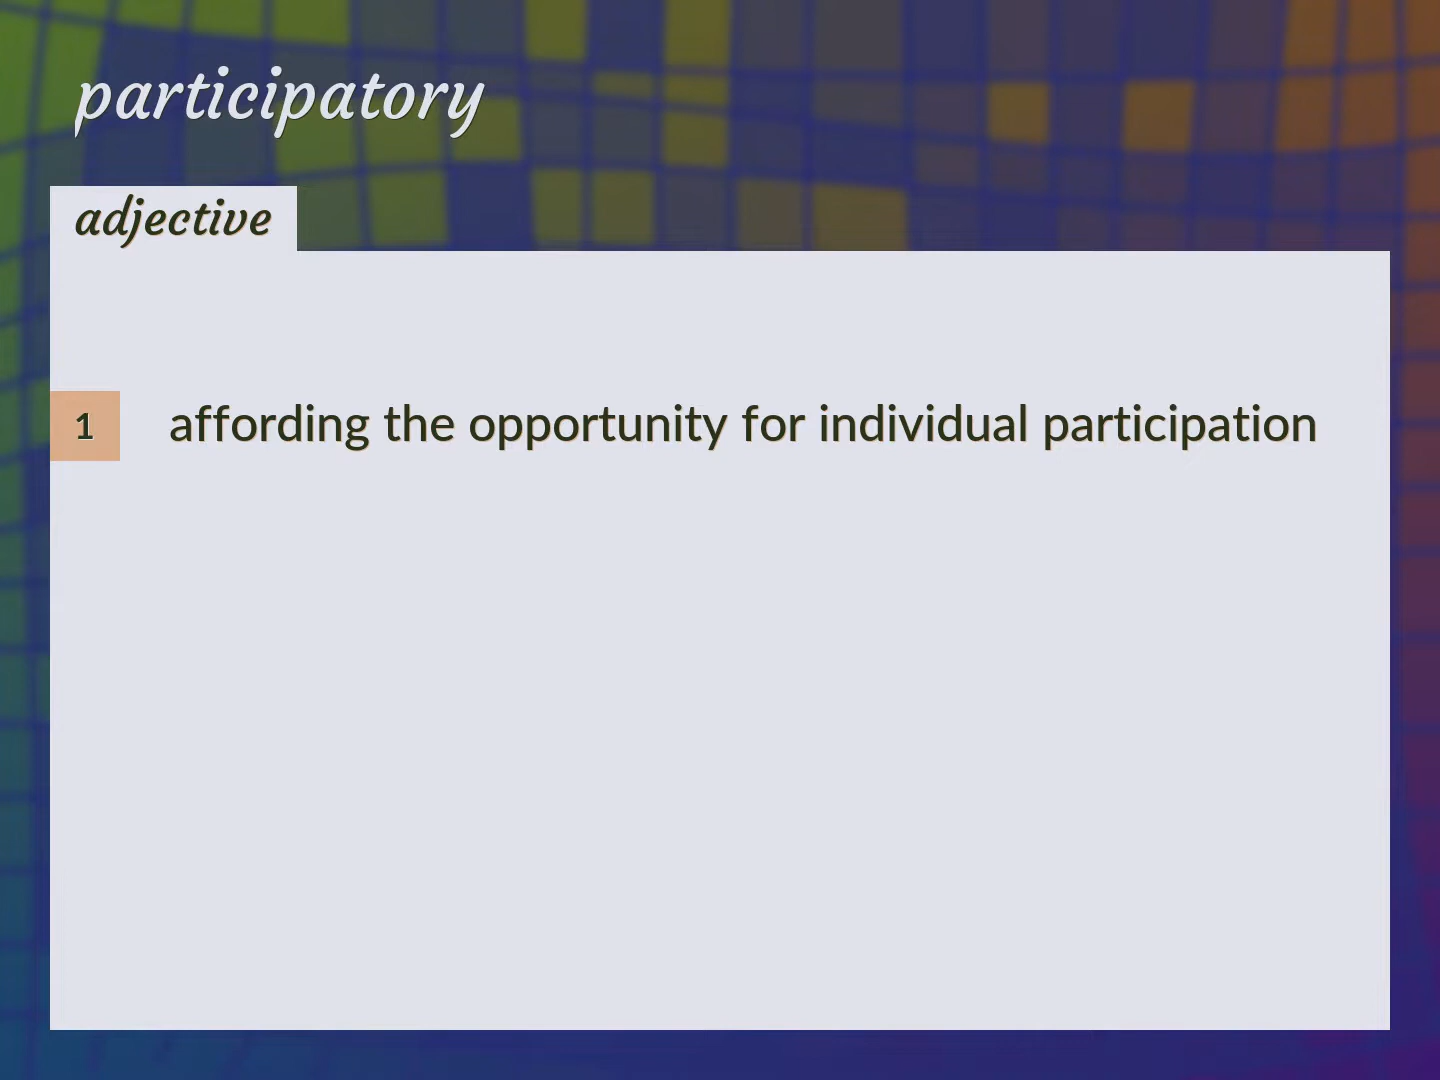 participatory
adjective
1 affording the opportunity for individual participation